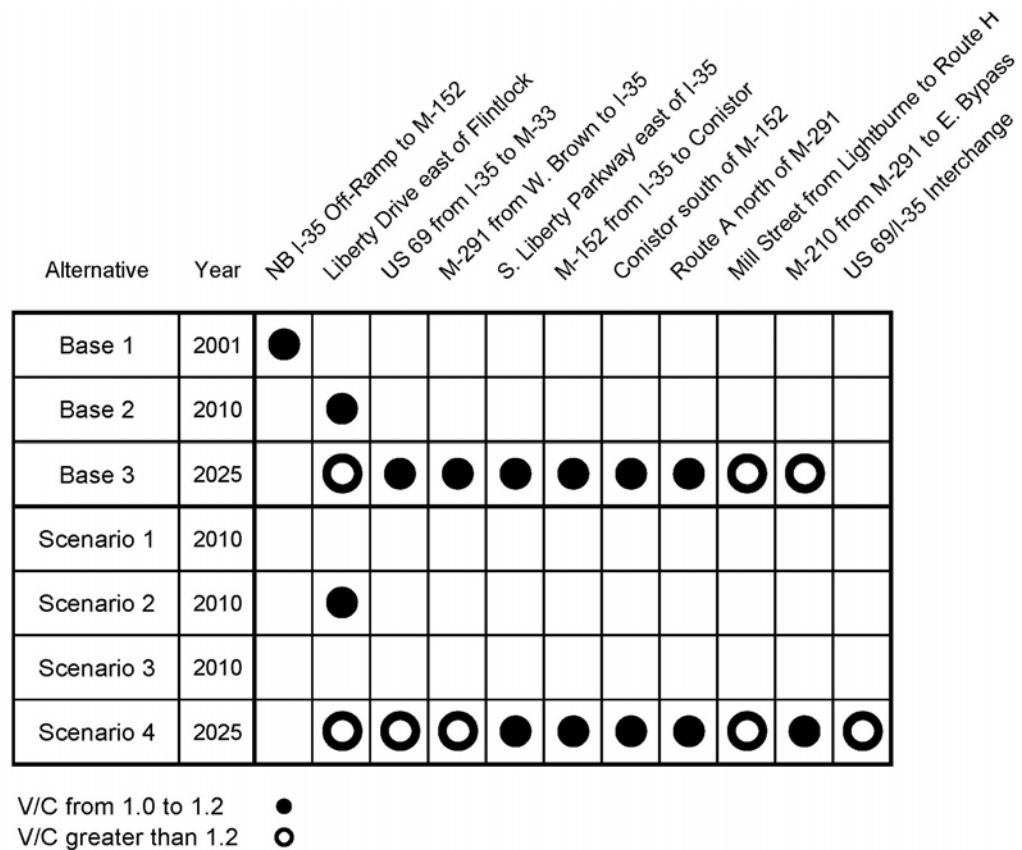 NB I-35 Off-Ramp to M-152
Liberty Drive east of Flintlock
US 69 from I-35 to M-33
M-291 from W. Brown to I-35
S. Liberty Parkway east of I-35
M-152 from I-35 to Conistor
Conistor south of M-152
Route A north of M-291
Mill Street from Lightburne to Route H
M-210 from M-291 to E. Bypass
US 69/I-35 Interchange
Alternative Year
Base 1 2001
Base 2 2010
Base 3 2025
Scenario 1 2010
Scenario 2 2010
Scenario 3 2010
Scenario 4 2025
V/C from 1.0 to 1.2
V/C greater than 1.2